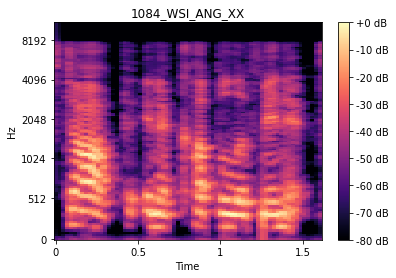 1084_WSI_ANG_XX
+0 dB
8192
-10 dB
4096
-20 dB
-30 dB
2048
-40 dB
Hz
1024
-50 dB
-60 dB
512
-70 dB
0
-80 dB
0
0.5
1
1.5
Time